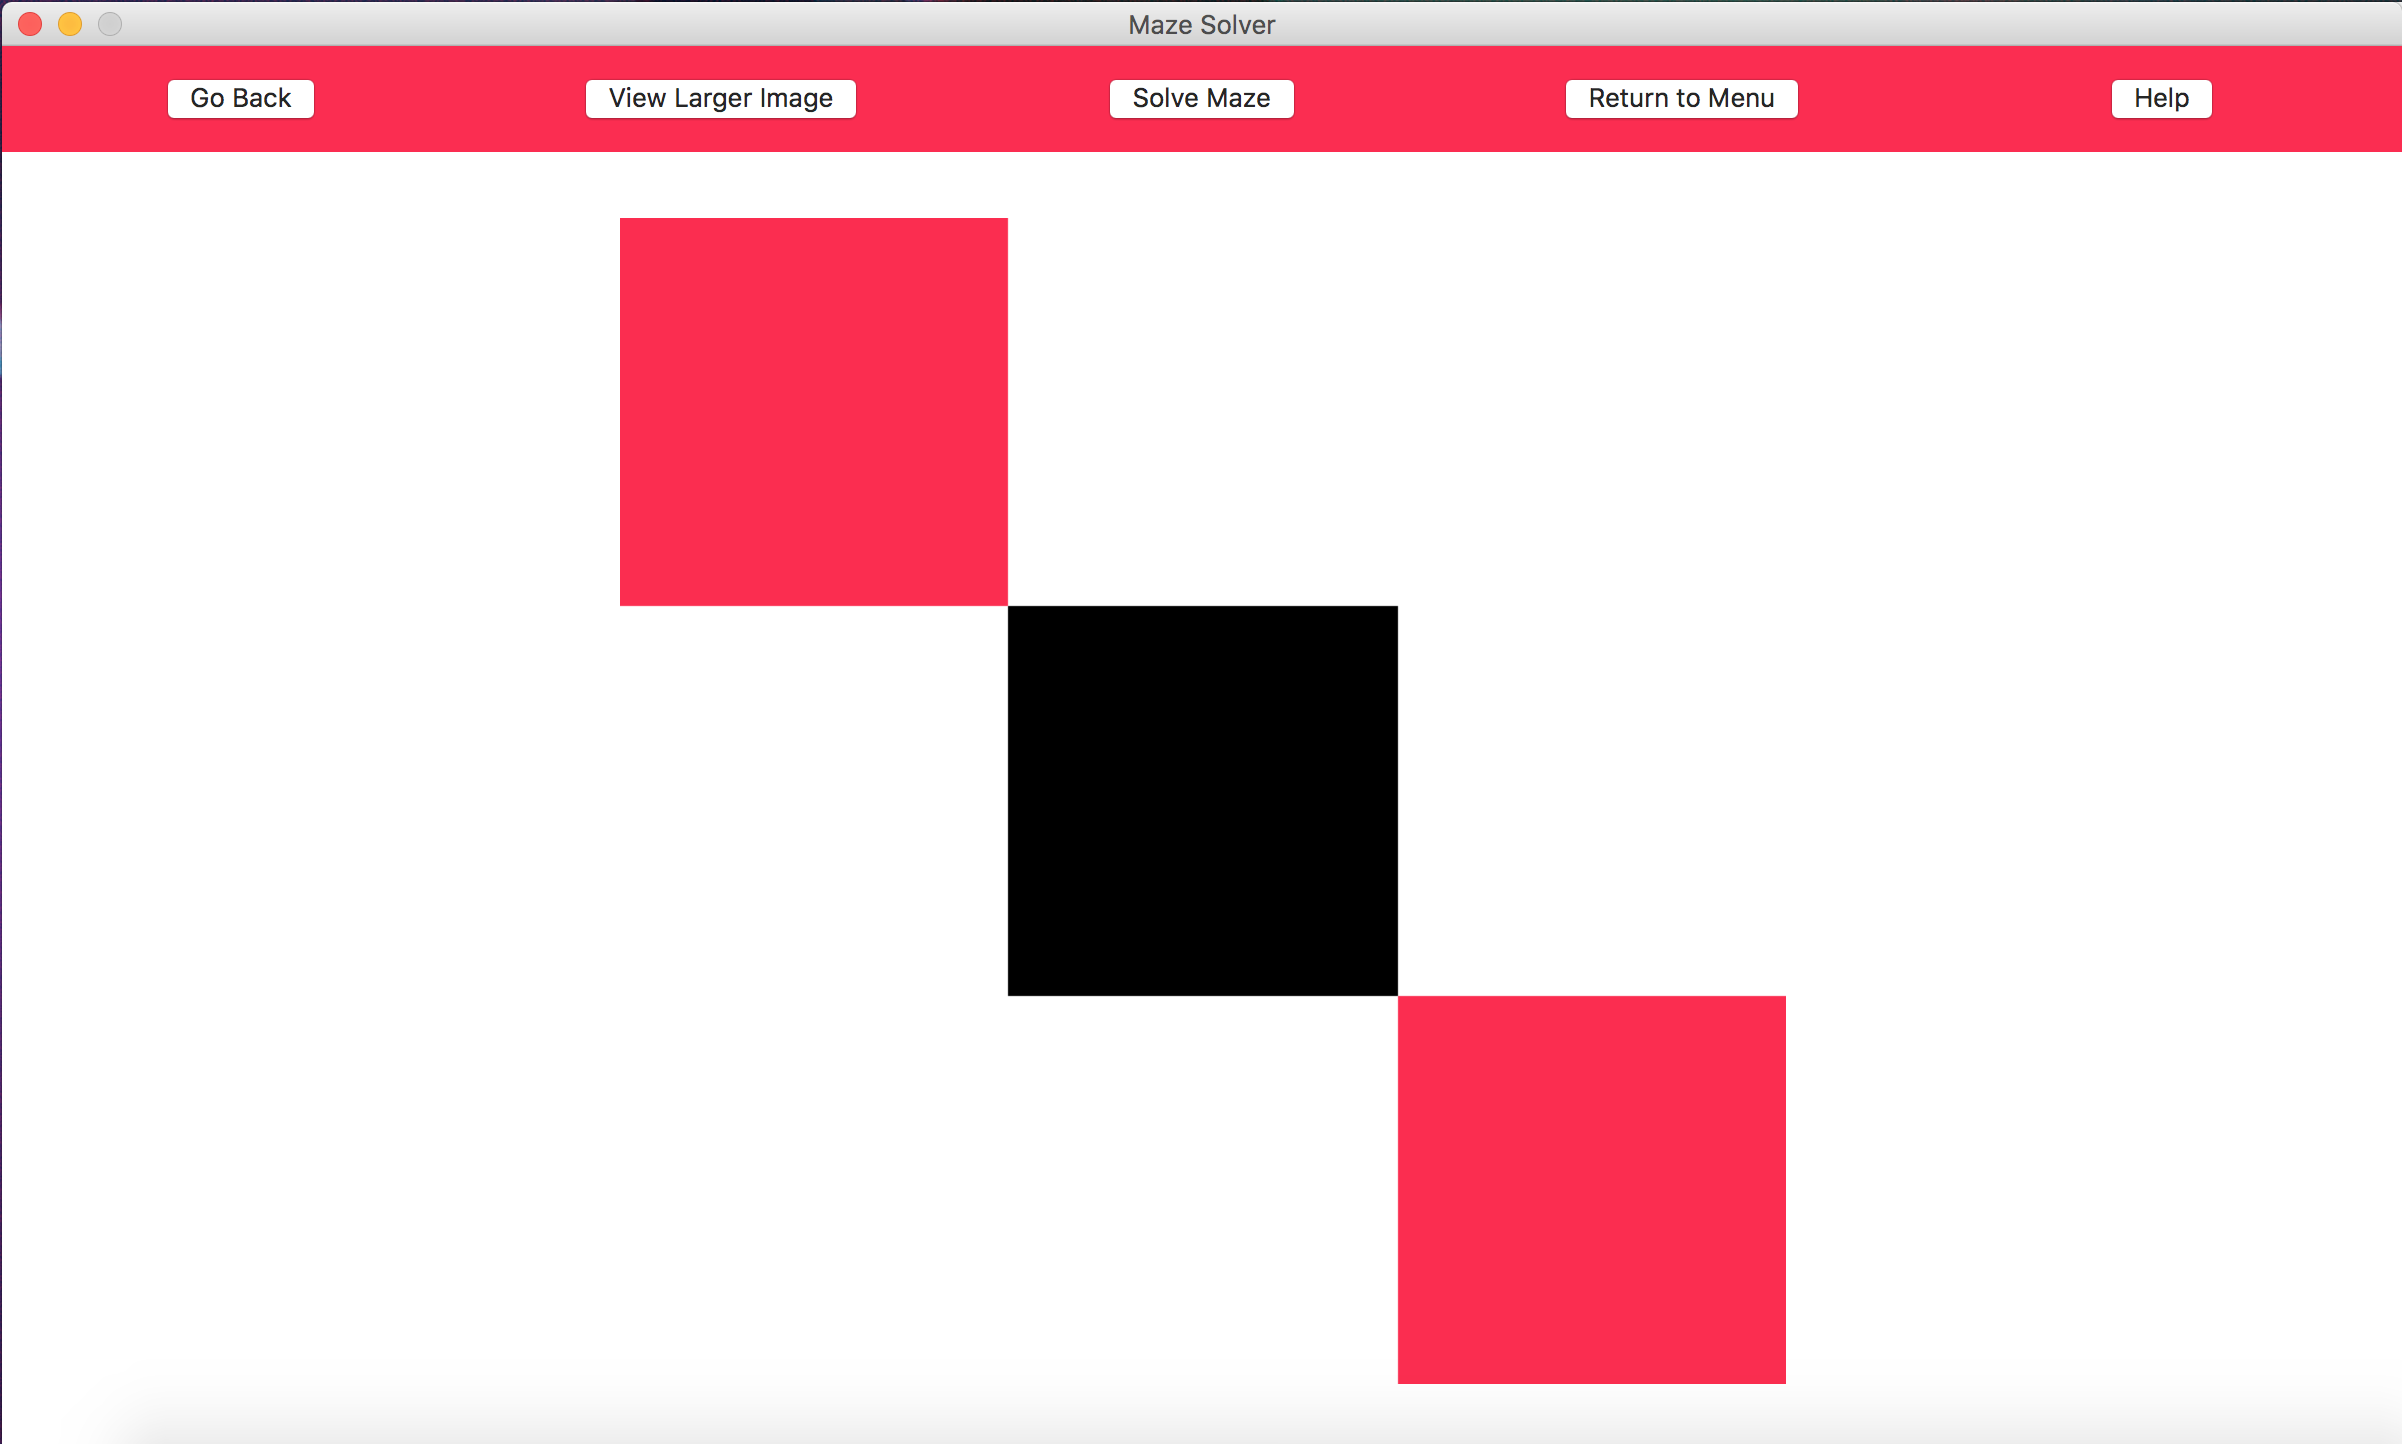 Maze Solver
Go Back
View Larger Image
Solve Maze
Return to Menu
Help